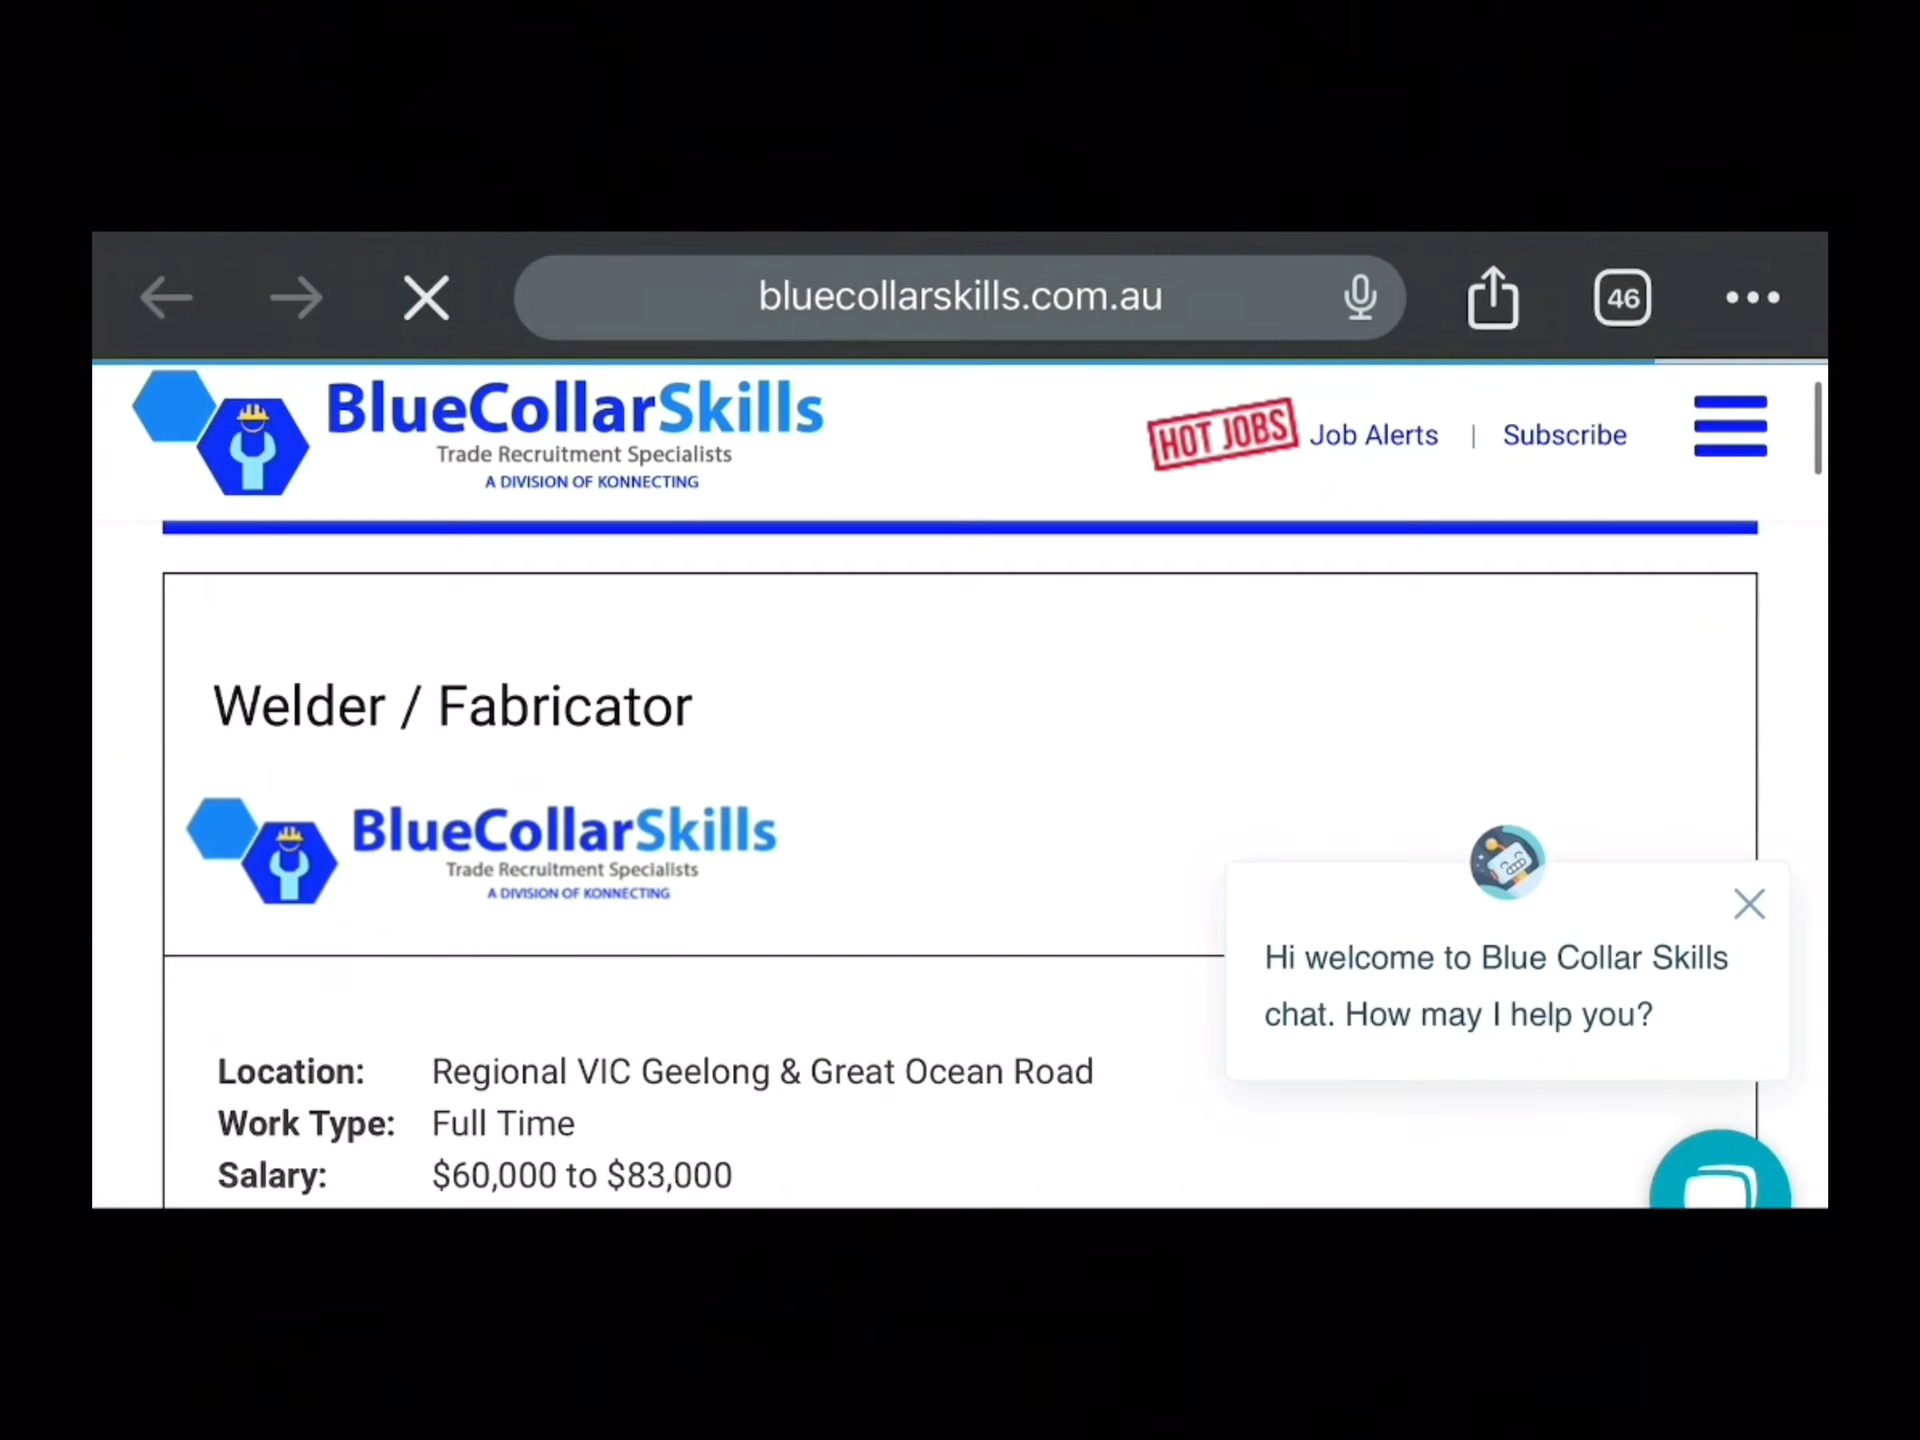 bluecollarskills.com.au
46
BlueCollarSkills
Trade Recruitment Specialists
A DIVISION OF KONNECTING
HOT JOBS
Job Alerts | Subscribe
Welder / Fabricator
BlueCollarSkills
Trade Recruitment Specialists
A DIVISION OF KONNECTING
Hi welcome to Blue Collar Skills
chat. How may I help you?
Location: Regional VIC Geelong & Great Ocean Road
Work Type: Full Time
Salary: $60,000 to $83,000